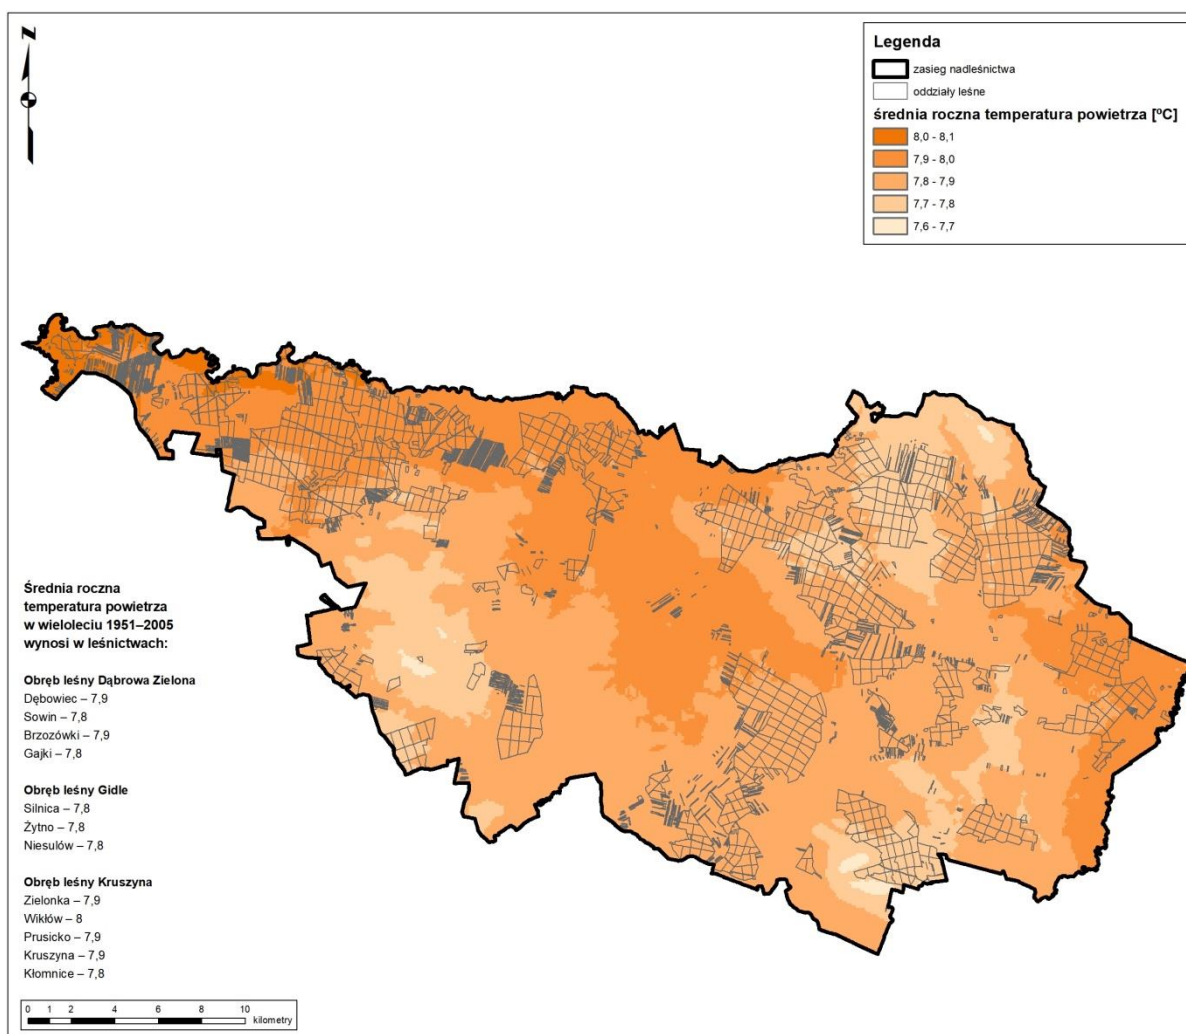 N
Legenda
zasięg nadleśnictwa
oddziały leśne
średnia roczna temperatura powietrza [ºC]
8,0 - 8,1
7,9 - 8,0
7,8 - 7,9
7,7 - 7,8
7,6 - 7,7
Średnia roczna
temperatura powietrza
w wieloleciu 1951–2005
wynosi w leśnictwach:
Obręb leśny Dąbrowa Zielona
Dębowiec – 7,9
Sowin – 7,8
Brzozówki – 7,9
Gajki – 7,8
Obręb leśny Gidle
Silnica – 7,8
Żytno – 7,8
Niesulów – 7,8
Obręb leśny Kruszyna
Zielonka – 7,9
Wikłów – 8
Prusicko – 7,9
Kruszyna – 7,9
Kłomnice – 7,8
0 1 2 4 6 8 10
kilometry